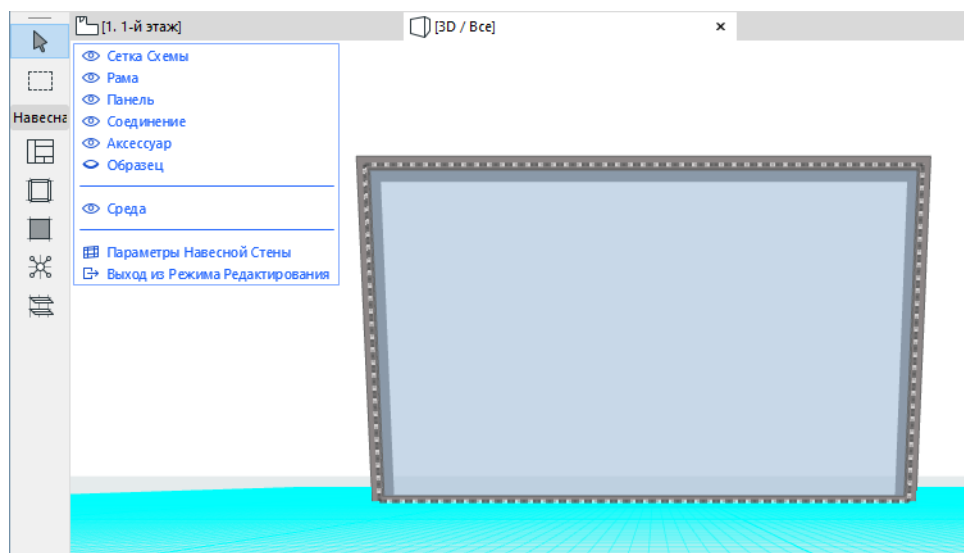 [1. 1-й этаж]
[3D / Все]
Навесна
Сетка Схемы
Рама
Панель
Соединение
Аксессуар
Образец
Среда
Параметры Навесной Стены
Выход из Режима Редактирования